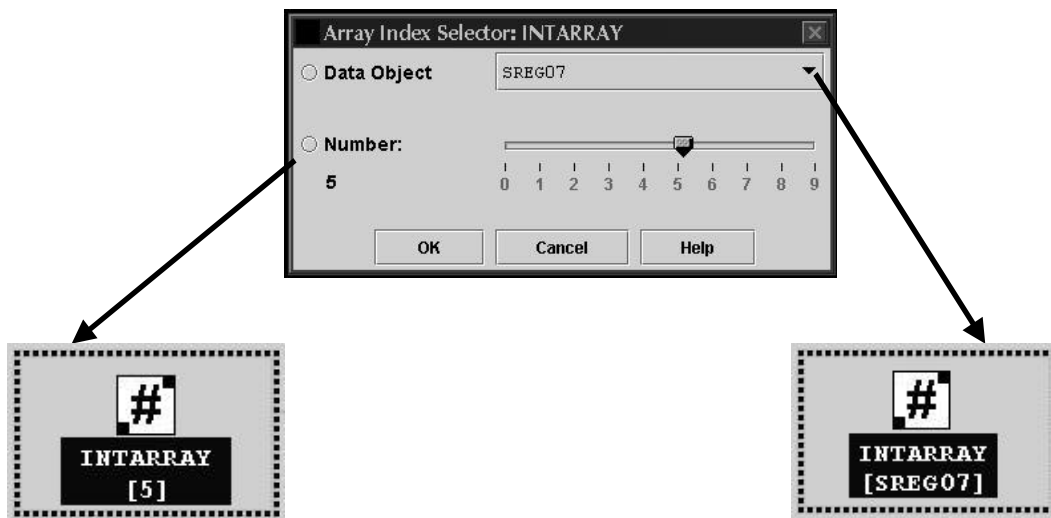 Array Index Selector: INTARRAY
Data Object SREG07
Number:
5
0 1 2 3 4 5 6 7 8 9
OK Cancel Help
#
INTARRAY
[5]
#
INTARRAY
[SREG07]